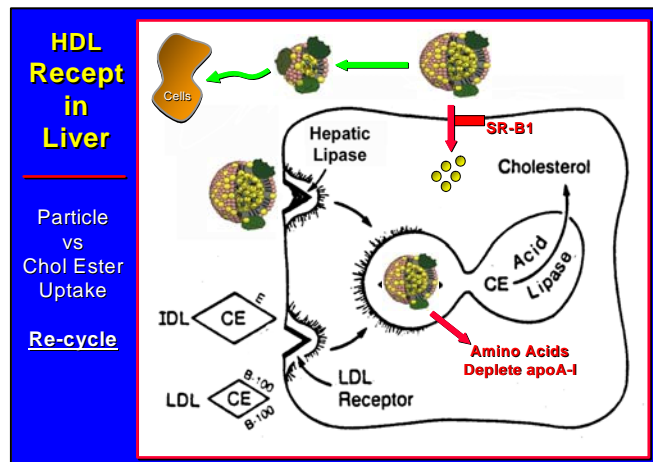 HDL
Recept
in
Liver
Particle
vs
Chol Ester
Uptake
Re-cycle
Cells
SR-B1
Hepatic
Lipase
Cholesterol
CE
Acid
Lipase
IDL
CE
E
LDL
CE
B-100
B-100
LDL
Receptor
Amino Acids
Deplete apoA-I